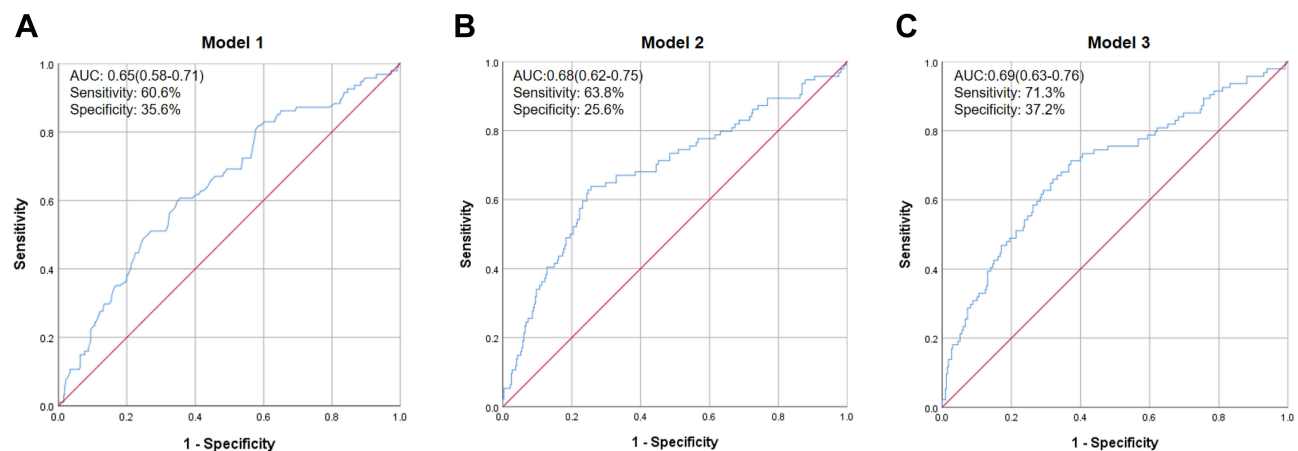 A
Model 1
AUC: 0.65(0.58-0.71)
Sensitivity: 60.6%
Specificity: 35.6%
Sensitivity
1.0
0.8
0.6
0.4
0.2
0.0
0.0 0.2 0.4 0.6 0.8 1.0
1 - Specificity
B
Model 2
AUC:0.68(0.62-0.75)
Sensitivity: 63.8%
Specificity: 25.6%
Sensitivity
1.0
0.8
0.6
0.4
0.2
0.0
0.0 0.2 0.4 0.6 0.8 1.0
1 - Specificity
C
Model 3
AUC:0.69(0.63-0.76)
Sensitivity: 71.3%
Specificity: 37.2%
Sensitivity
1.0
0.8
0.6
0.4
0.2
0.0
0.0 0.2 0.4 0.6 0.8 1.0
1 - Specificity